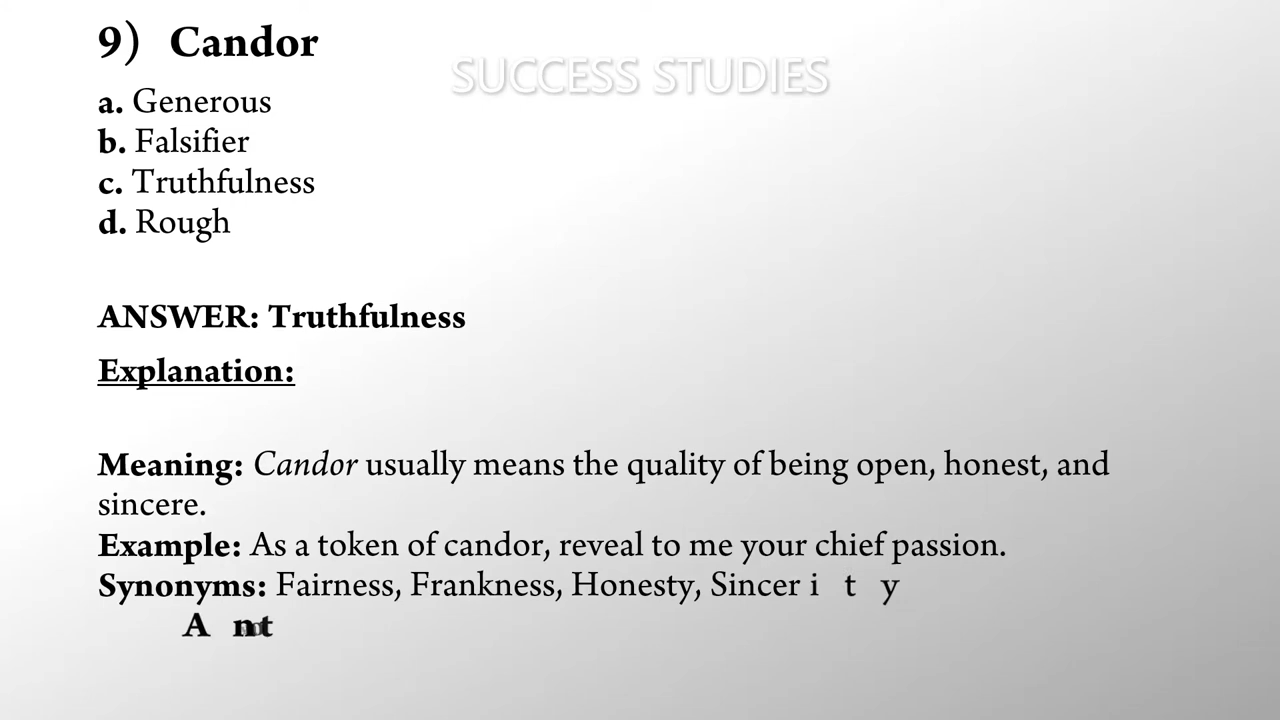 9) Candor
SUCCESS STUDIES
a. Generous
b. Falsifier
c. Truthfulness
d. Rough
ANSWER: Truthfulness
Explanation:
Meaning: Candor usually means the quality of being open, honest, and
sincere.
Example: As a token of candor, reveal to me your chief passion.
Synonyms: Fairness, Frankness, Honesty, Sincerity